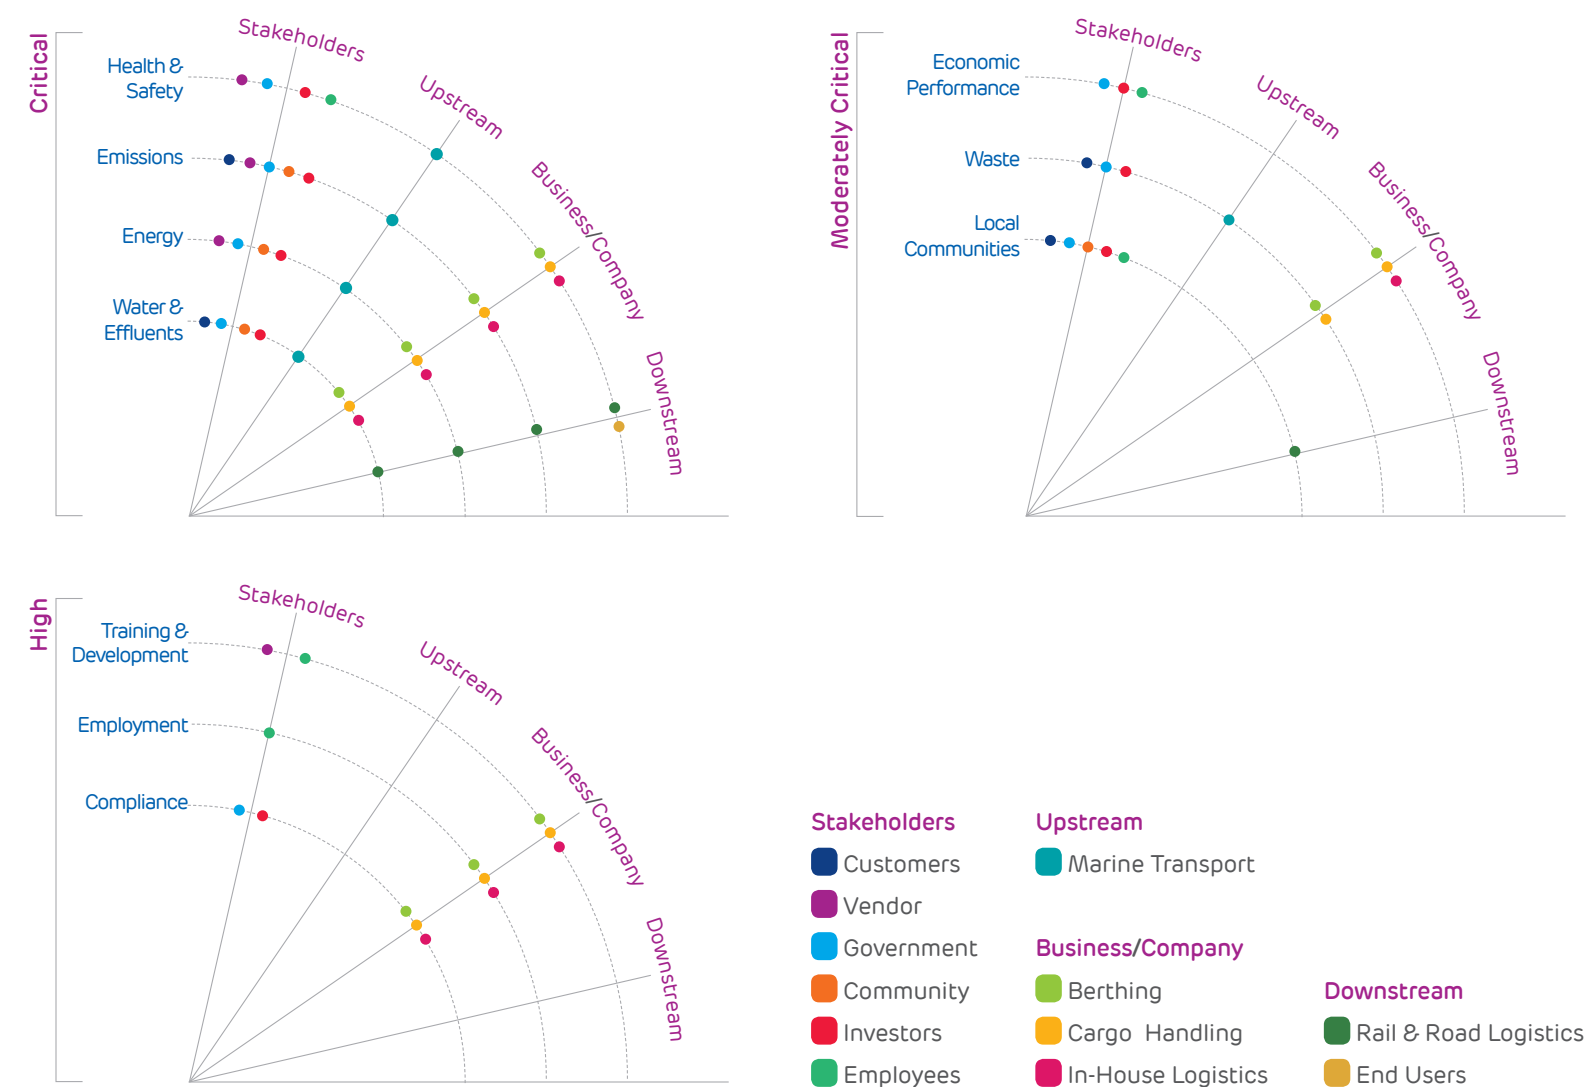 Critical
Stakeholders
Upstream
Business/Company
Downstream
Health &
Safety
Emissions
Energy
Water &
Effluents
Moderately Critical
Stakeholders
Upstream
Business/Company
Downstream
Economic
Performance
Waste
Local
Communities
High
Stakeholders
Upstream
Business/Company
Downstream
Training &
Development
Employment
Compliance
Stakeholders
Customers
Vendor
Government
Community
Investors
Employees
Upstream
Marine Transport
Business/Company
Berthing
Cargo Handling
In-House Logistics
Downstream
Rail & Road Logistics
End Users